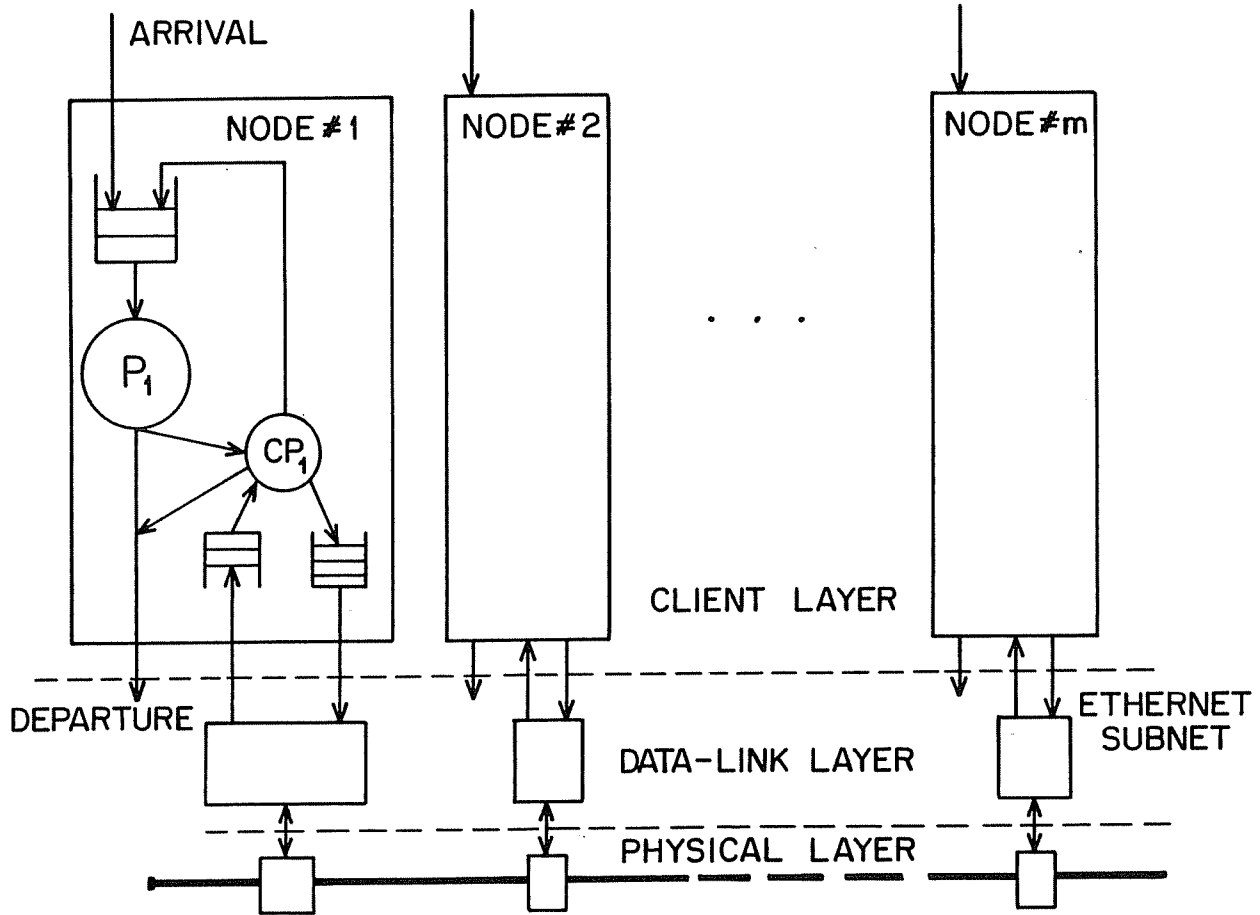 ARRIVAL
NODE #1
NODE #2
NODE #m
. . .
P1
CP1
CLIENT LAYER
DEPARTURE
ETHERNET
SUBNET
DATA-LINK LAYER
PHYSICAL LAYER